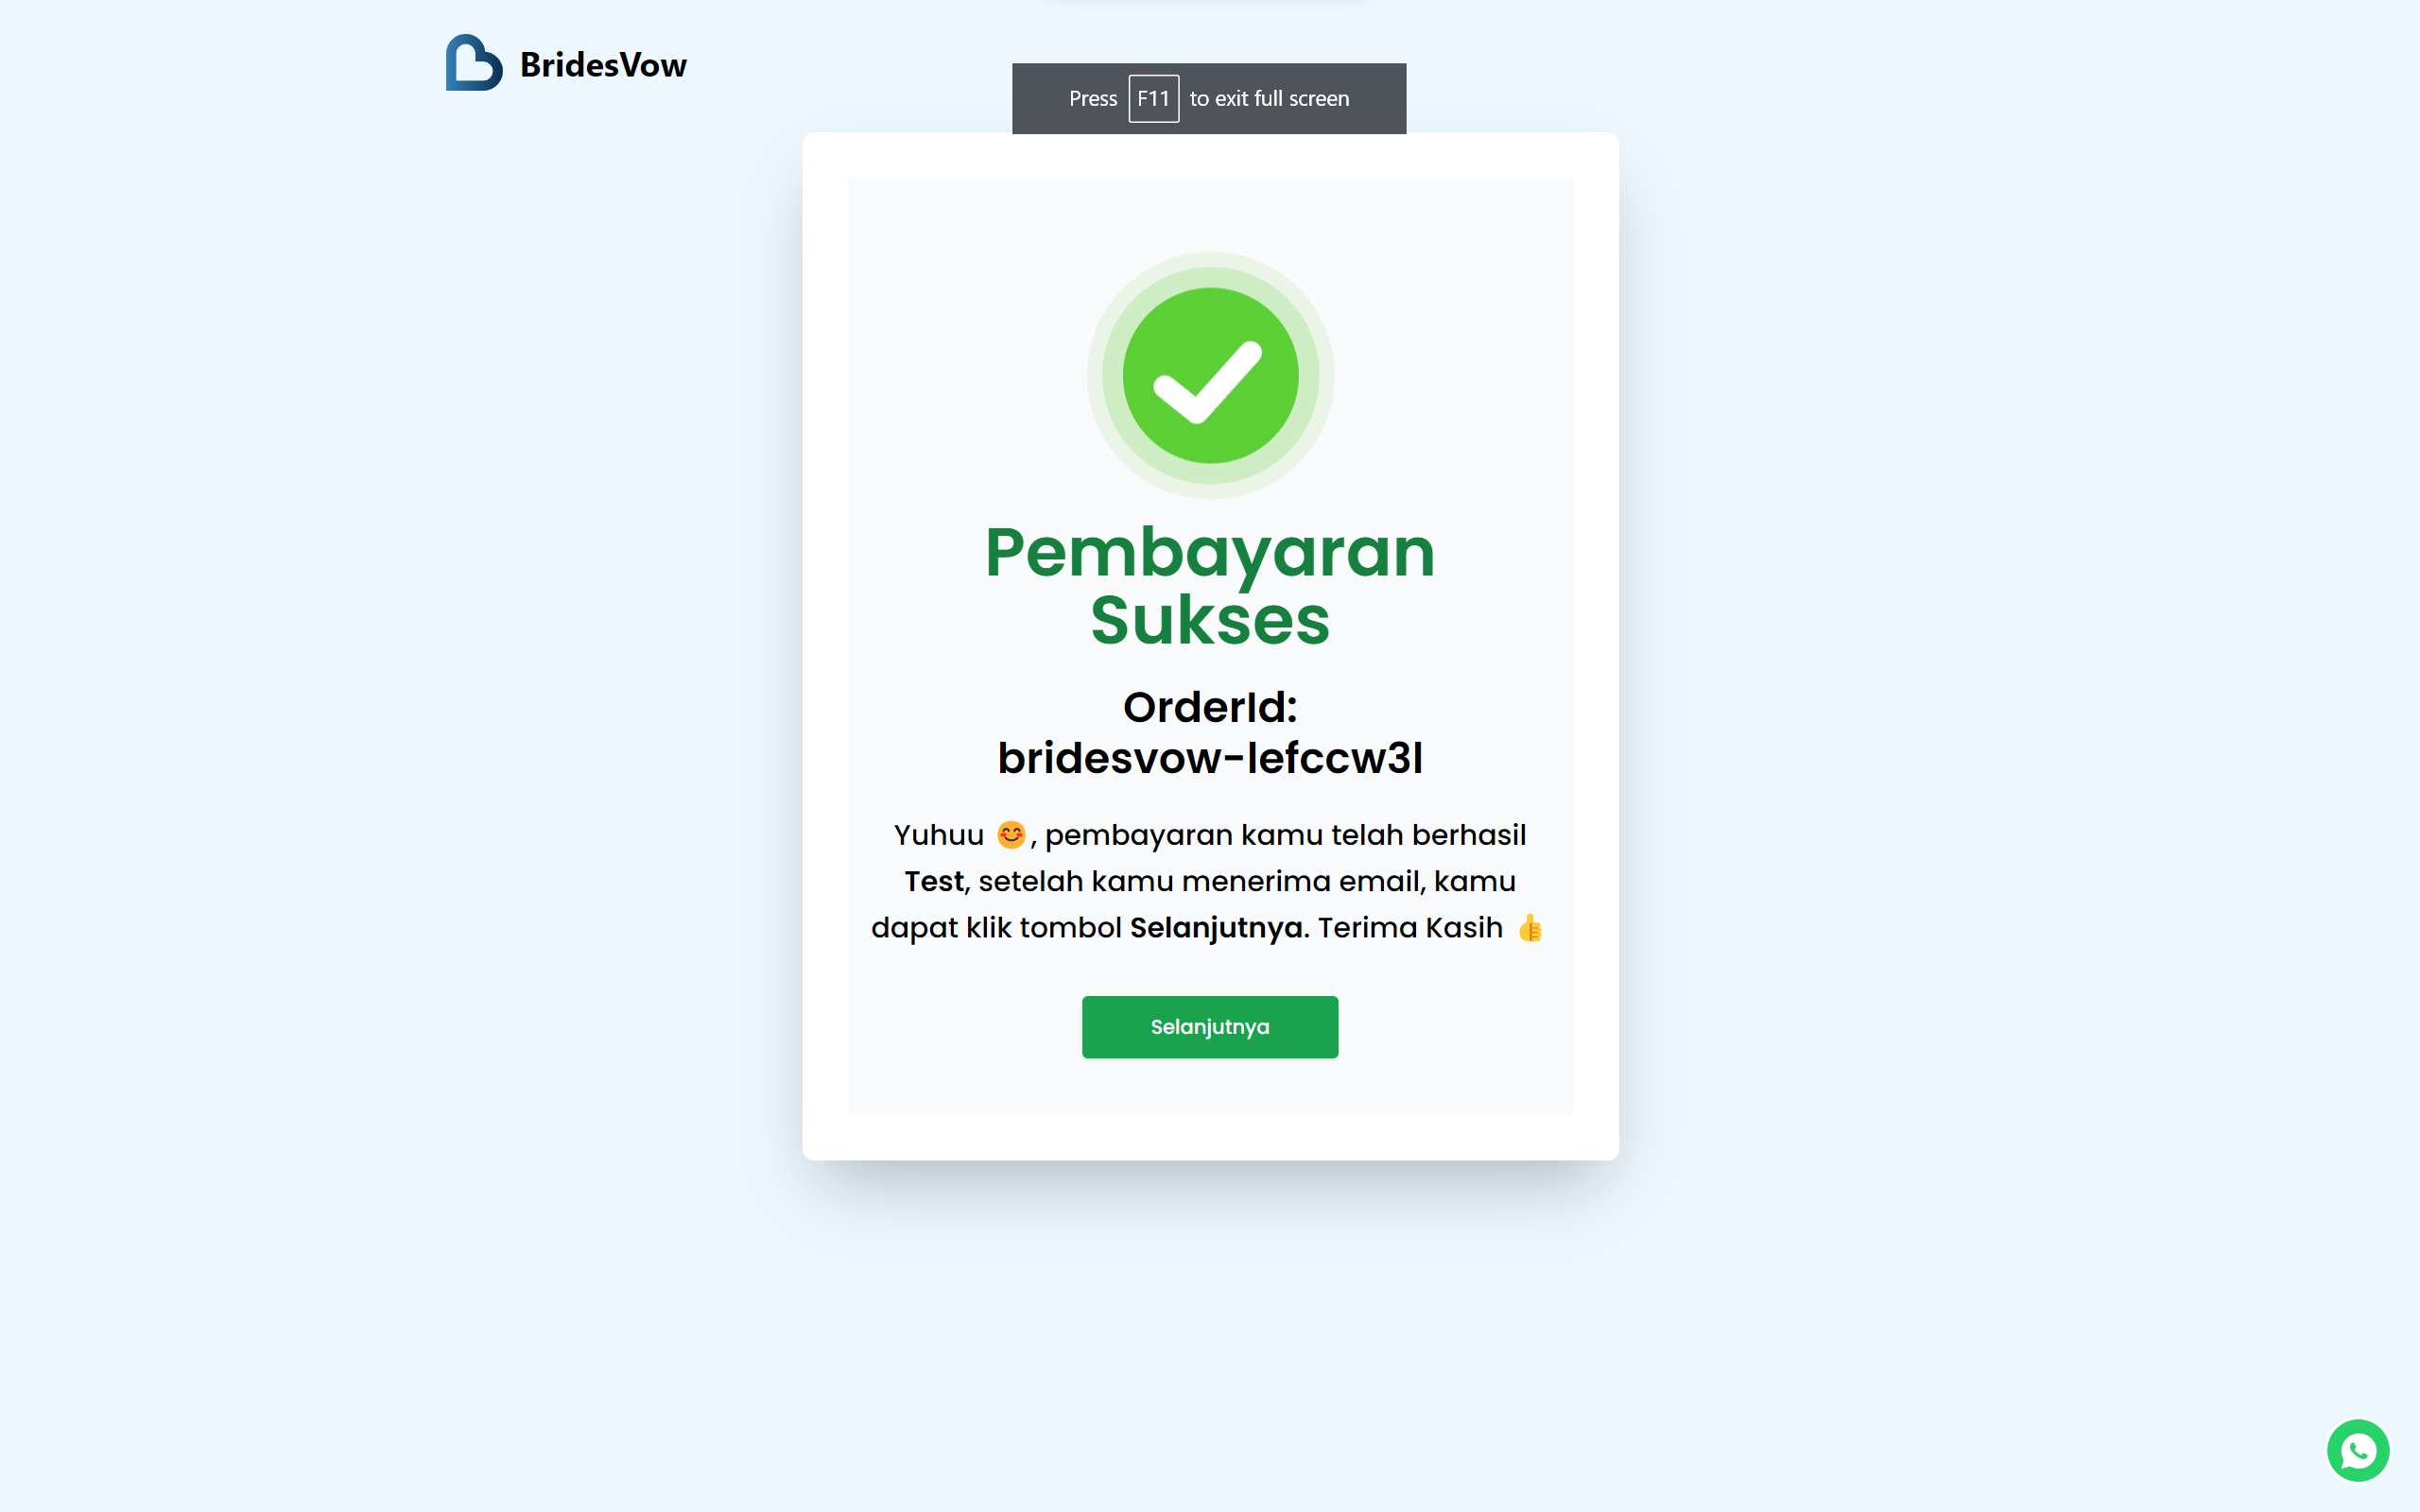 BridesVow
Press F11 to exit full screen
Pembayaran
Sukses
OrderId:
bridesvow-lefccw3l
Yuhuu 😊, pembayaran kamu telah berhasil
Test, setelah kamu menerima email, kamu
dapat klik tombol Selanjutnya. Terima Kasih 👍
Selanjutnya